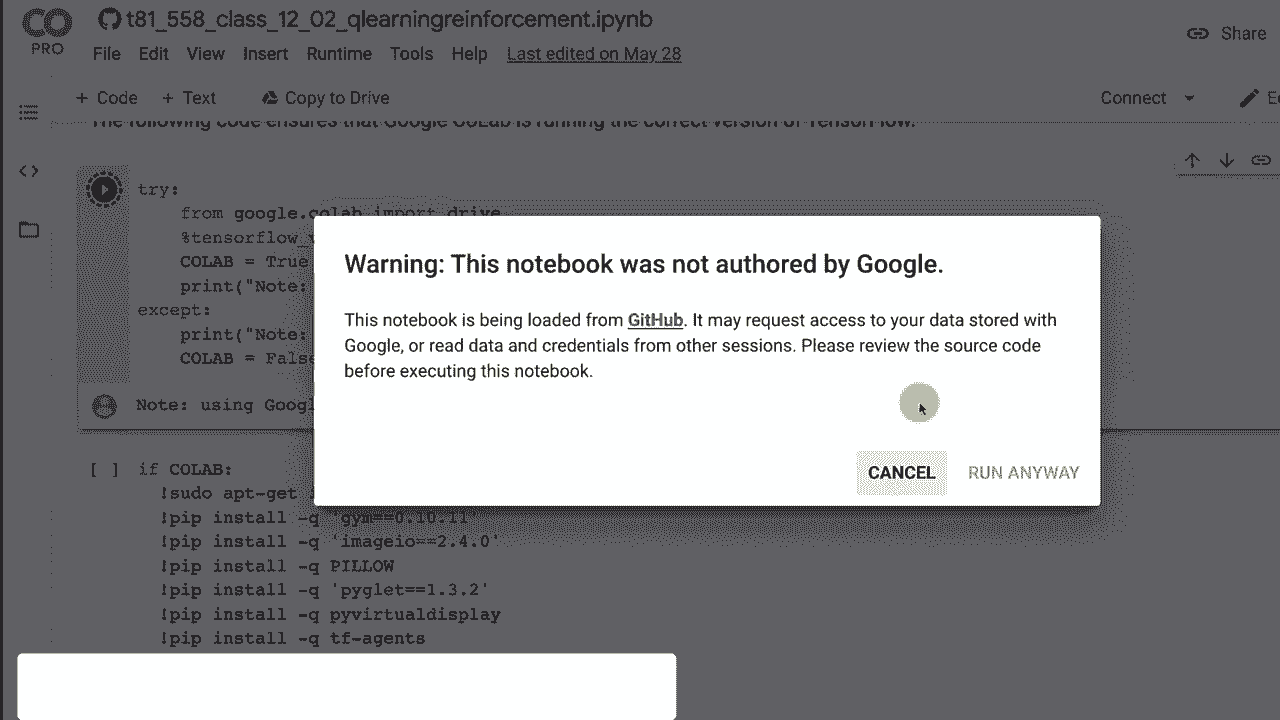 CO
PRO
t81_558_class_12_02_qlearningreinforcement.ipynb
Share
File Edit View Insert Runtime Tools Help Last edited on May 28
+ Code + Text Copy to Drive
Connect
The following code ensures that Google CoLab is running the correct version of TensorFlow.
try:
from google.colab import drive
%tensorflow_
COLAB = True
print("Note:
except:
print("Note:
COLAB = False
Note: using Googl
Warning: This notebook was not authored by Google.
This notebook is being loaded from GitHub. It may request access to your data stored with
Google, or read data and credentials from other sessions. Please review the source code
before executing this notebook.
CANCEL RUN ANYWAY
[ ] if COLAB:
!sudo apt-get
!pip install -q 'gym==0.10.11'
!pip install -q 'imageio==2.4.0'
!pip install -q PILLOW
!pip install -q 'pyglet==1.3.2'
!pip install -q pyvirtualdisplay
!pip install -q tf-agents